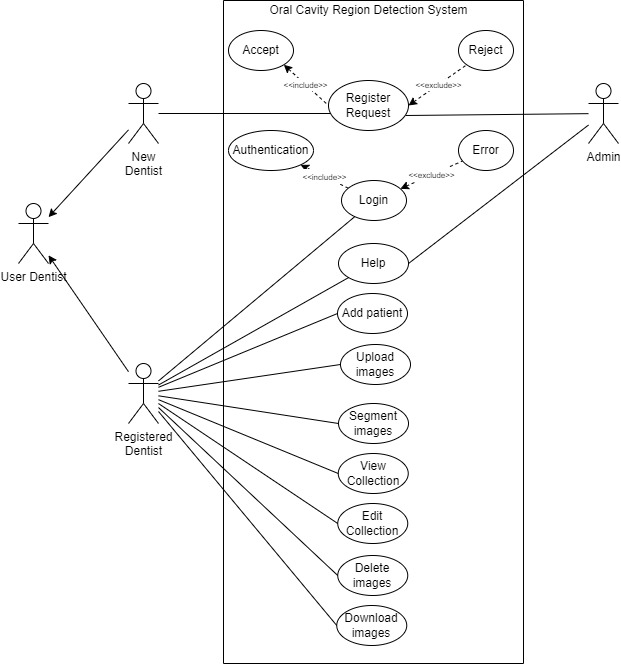 Oral Cavity Region Detection System
Accept
Reject
<<include>>
<<exclude>>
Register
Request
New
Dentist
Admin
Authentication
Error
<<include>>
<<exclude>>
Login
User Dentist
Help
Add patient
Upload
images
Segment
images
Registered
Dentist
View
Collection
Edit
Collection
Delete
images
Download
images